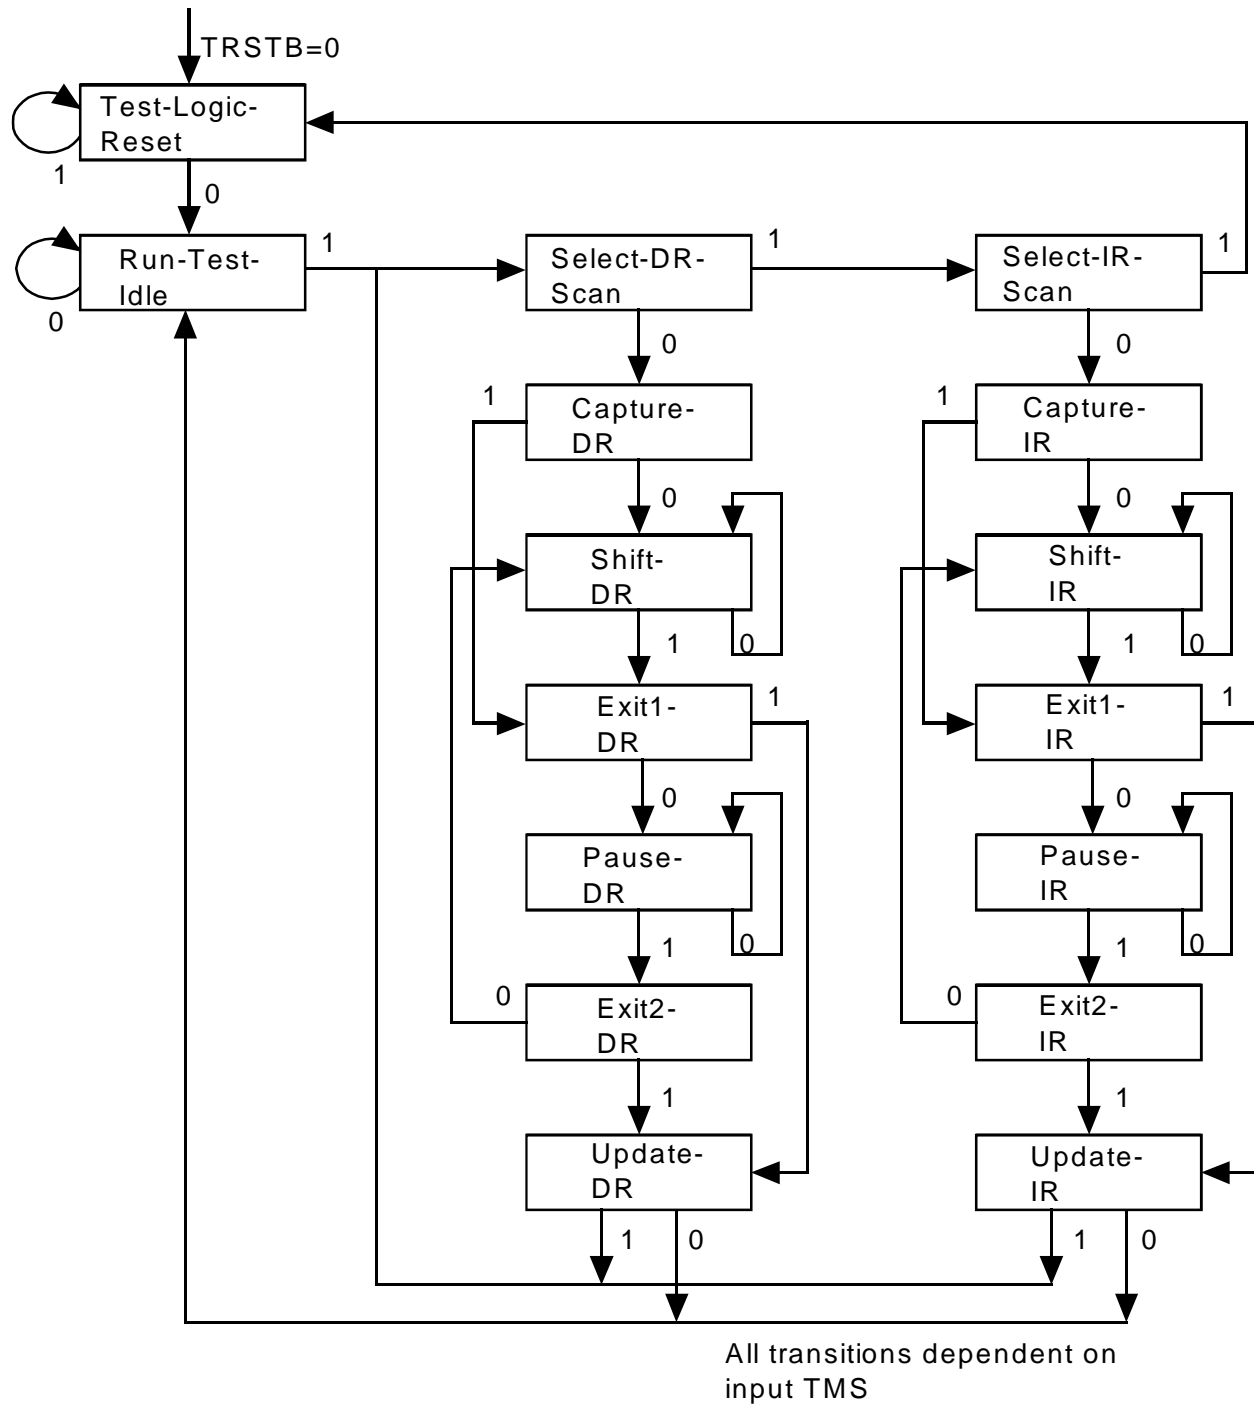 TRSTB=0
Test-Logic-
Reset
1
0
Run-Test-
Idle
0
1
Select-DR-
Scan
1
Select-IR-
Scan
1
0
0
1
Capture-
DR
1
Capture-
IR
0
0
Shift-
DR
Shift-
IR
1
0
1
0
Exit1-
DR
1
Exit1-
IR
1
0
0
Pause-
DR
Pause-
IR
1
0
1
0
0
Exit2-
DR
0
Exit2-
IR
1
1
Update-
DR
Update-
IR
1
0
1
0
All transitions dependent on
input TMS